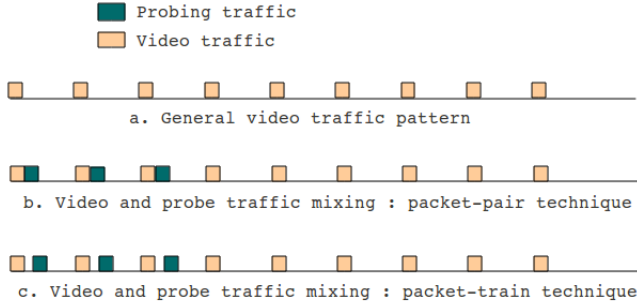 Probing traffic
Video traffic
a. General video traffic pattern
b. Video and probe traffic mixing : packet-pair technique
c. Video and probe traffic mixing : packet-train technique